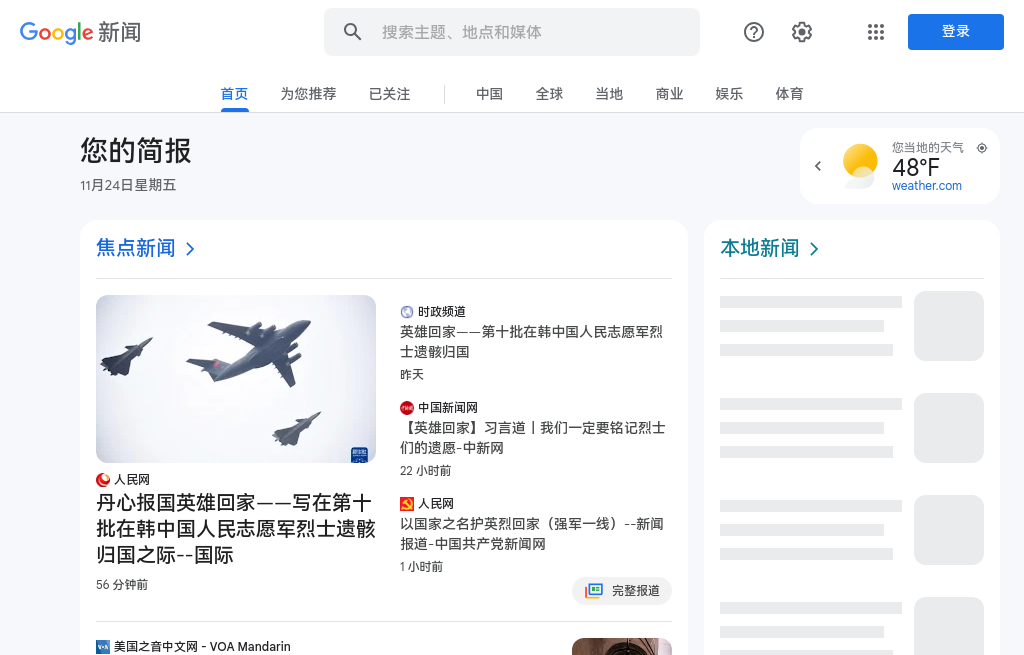 Google 新闻
搜索主题、地点和媒体
登录
首页
为您推荐
已关注
中国
全球
当地
商业
娱乐
体育
您的简报
11月24日星期五
您当地的天气
48°F
weather.com
焦点新闻
人民网
丹心报国英雄回家——写在第十
批在韩中国人民志愿军烈士遗骸
归国之际--国际
56 分钟前
时政频道
英雄回家——第十批在韩中国人民志愿军烈
士遗骸归国
昨天
中国新闻网
【英雄回家】习言道丨我们一定要铭记烈士
们的遗愿-中新网
22 小时前
人民网
以国家之名护英烈回家（强军一线）--新闻
报道-中国共产党新闻网
1 小时前
完整报道
VOA
美国之音中文网 - VOA Mandarin
本地新闻